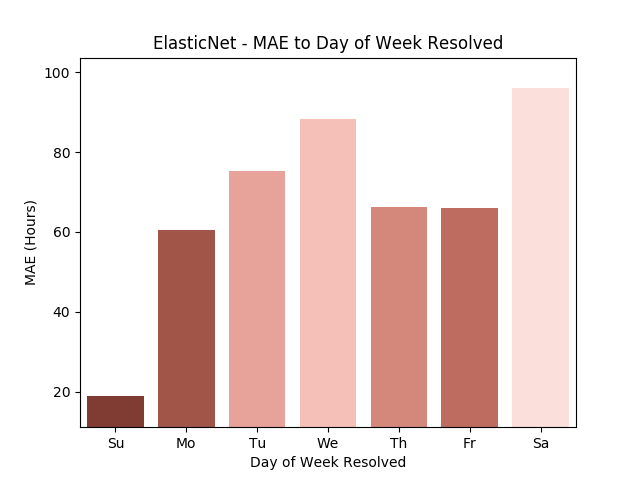 ElasticNet - MAE to Day of Week Resolved
100
80
60
40
20
MAE (Hours)
Su Mo Tu We Th Fr Sa
Day of Week Resolved